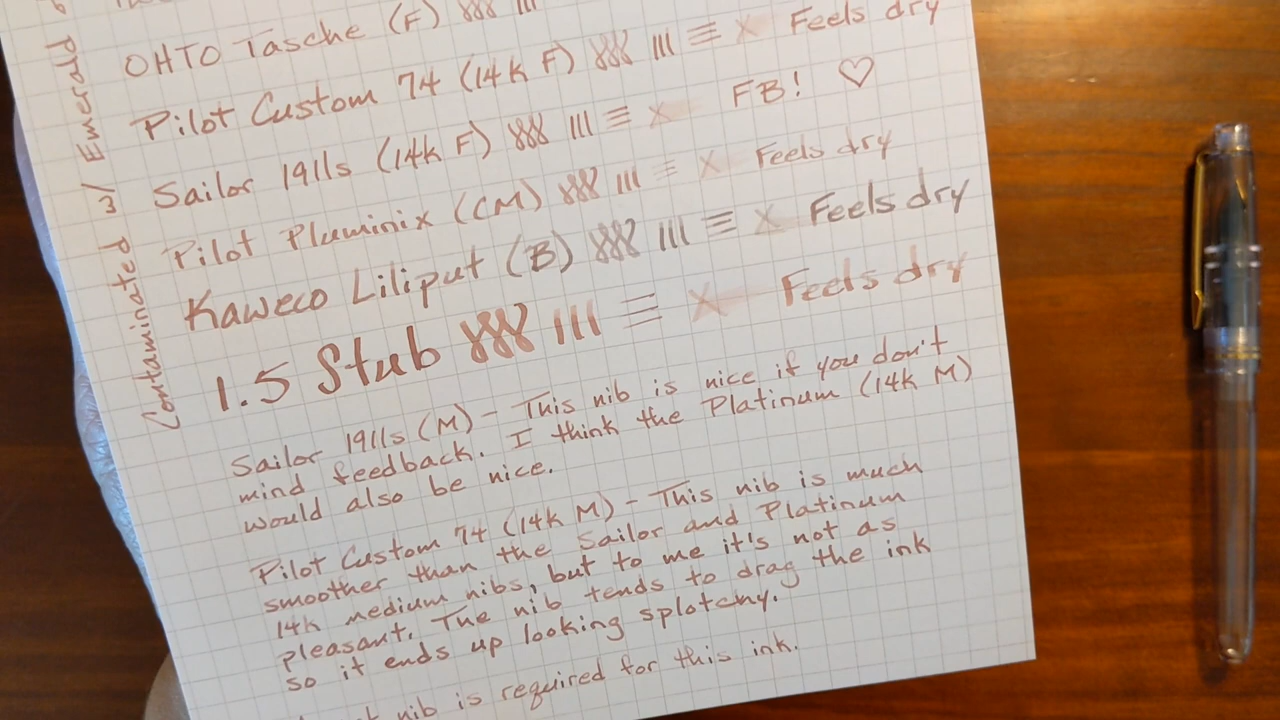 OHTO Tasche (F)
Pilot Custom 74 (14k F) Feels dry
Sailor 1911s (14k F) FB! ♡
Pilot Pluminix (CM) Feels dry
Kaweco Liliput (B) Feels dry
1.5 Stub Feels dry
Sailor 1911s (M) - This nib is nice if you don't
mind feedback. I think the Platinum (14k M)
would also be nice.
Pilot Custom 74 (14k M) - This nib is much
smoother than the Sailor and Platinum
14k medium nibs, but to me it's not as
pleasant. The nib tends to drag the ink
so it ends up looking splotchy.
nib is required for this ink.
Contaminated w/ Emerald